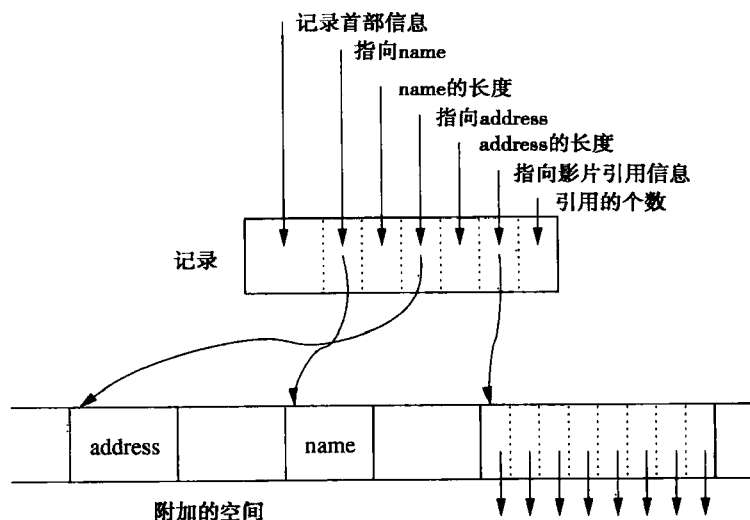 记录首部信息
指向name
name的长度
指向address
address的长度
指向影片引用信息
引用的个数
记录
address
name
附加的空间